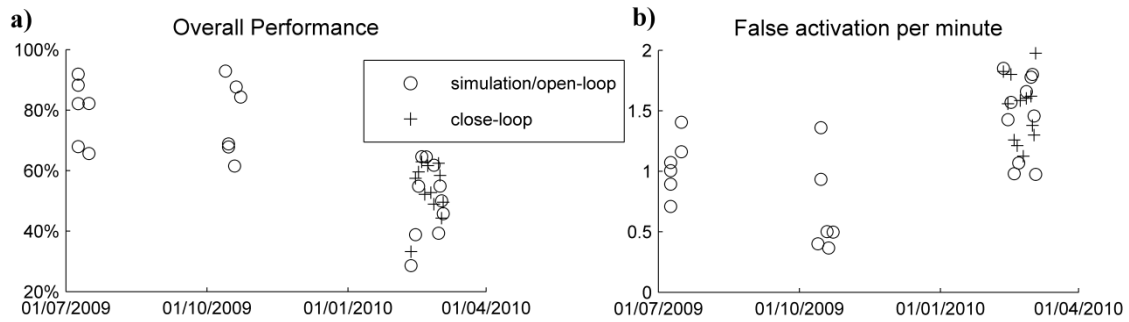 a)
Overall Performance
100%
80%
60%
40%
20%
01/07/2009 01/10/2009 01/01/2010 01/04/2010
simulation/open-loop
close-loop
b)
False activation per minute
2
1.5
1
0.5
0
01/07/2009 01/10/2009 01/01/2010 01/04/2010